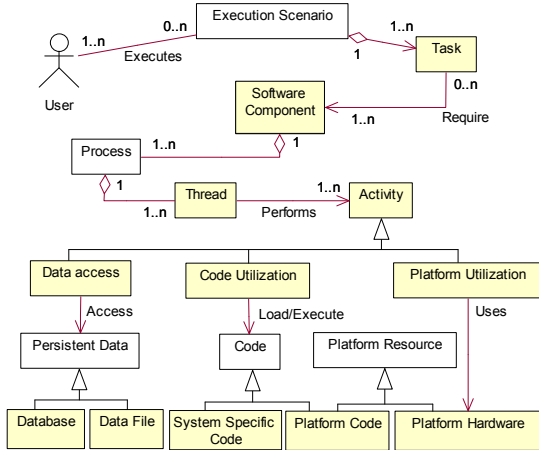 Execution Scenario
0..n
1..n
1..n
Executes
1
Task
User
0..n
Software
Component
1..n
Require
1
1..n
Process
1
Thread
1..n
Activity
1..n
Performs
Data access
Code Utilization
Platform Utilization
Access
Load/Execute
Uses
Persistent Data
Code
Platform Resource
Database
Data File
System Specific
Code
Platform Code
Platform Hardware